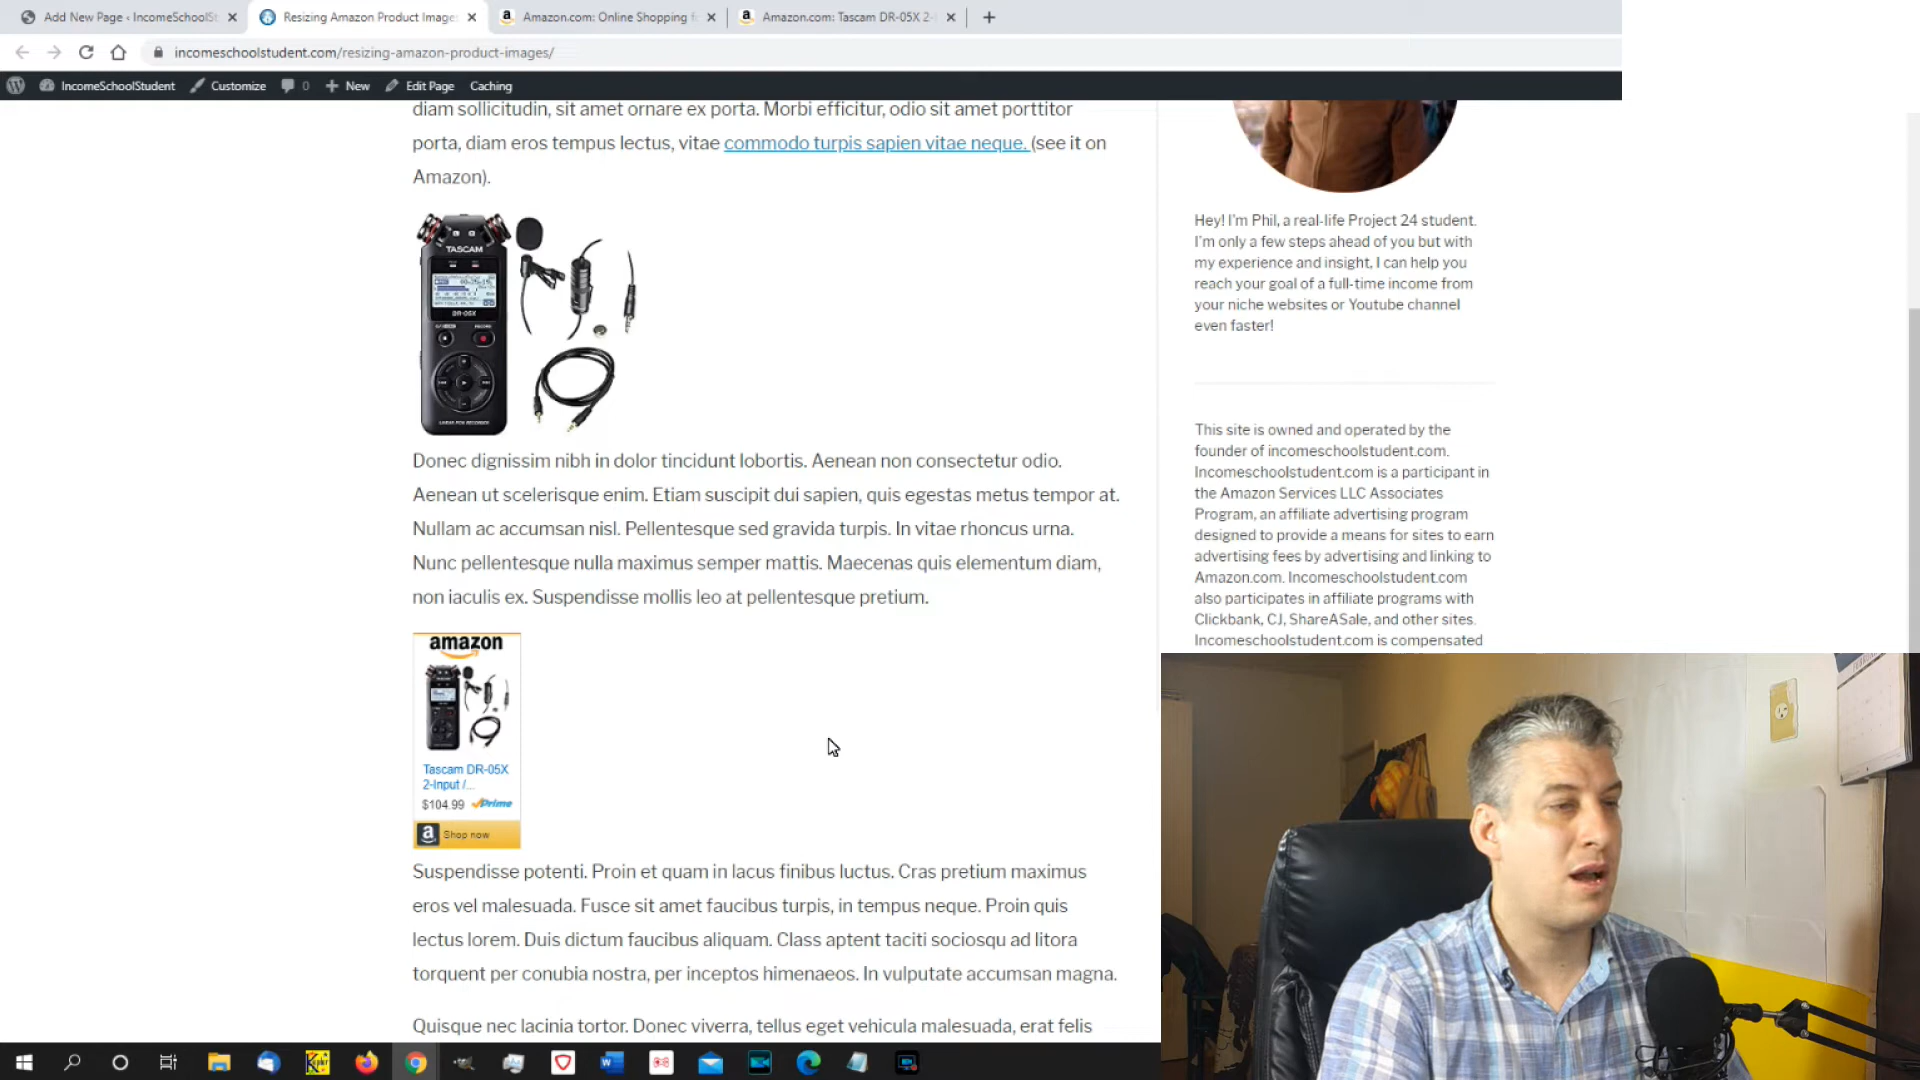 Add New Page ‹ IncomeSchoolSt
Resizing Amazon Product Image
Amazon.com: Online Shopping f
Amazon.com: Tascam DR-05X 2-
incomeschoolstudent.com/resizing-amazon-product-images/
IncomeSchoolStudent Customize 0 New Edit Page Caching
diam sollicitudin, sit amet ornare ex porta. Morbi efficitur, odio sit amet porttitor
porta, diam eros tempus lectus, vitae commodo turpis sapien vitae neque. (see it on
Amazon).
TASCAM
DR-05X
Donec dignissim nibh in dolor tincidunt lobortis. Aenean non consectetur odio.
Aenean ut scelerisque enim. Etiam suscipit dui sapien, quis egestas metus tempor at.
Nullam ac accumsan nisl. Pellentesque sed gravida turpis. In vitae rhoncus urna.
Nunc pellentesque nulla maximus semper mattis. Maecenas quis elementum diam,
non iaculis ex. Suspendisse mollis leo at pellentesque pretium.
amazon
Tascam DR-05X
2-Input /...
$104.99 Prime
a Shop now
Suspendisse potenti. Proin et quam in lacus finibus luctus. Cras pretium maximus
eros vel malesuada. Fusce sit amet faucibus turpis, in tempus neque. Proin quis
lectus lorem. Duis dictum faucibus aliquam. Class aptent taciti sociosqu ad litora
torquent per conubia nostra, per inceptos himenaeos. In vulputate accumsan magna.
Quisque nec lacinia tortor. Donec viverra, tellus eget vehicula malesuada, erat felis
Hey! I'm Phil, a real-life Project 24 student.
I'm only a few steps ahead of you but with
my experience and insight, I can help you
reach your goal of a full-time income from
your niche websites or Youtube channel
even faster!
This site is owned and operated by the
founder of incomeschoolstudent.com.
Incomeschoolstudent.com is a participant in
the Amazon Services LLC Associates
Program, an affiliate advertising program
designed to provide a means for sites to earn
advertising fees by advertising and linking to
Amazon.com. Incomeschoolstudent.com
also participates in affiliate programs with
Clickbank, CJ, ShareASale, and other sites.
Incomeschoolstudent.com is compensated